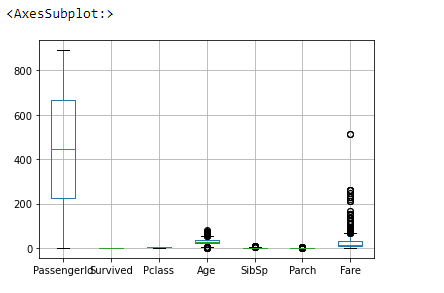 <AxesSubplot:>
800
600
400
200
0
PassengerId Survived Pclass Age SibSp Parch Fare